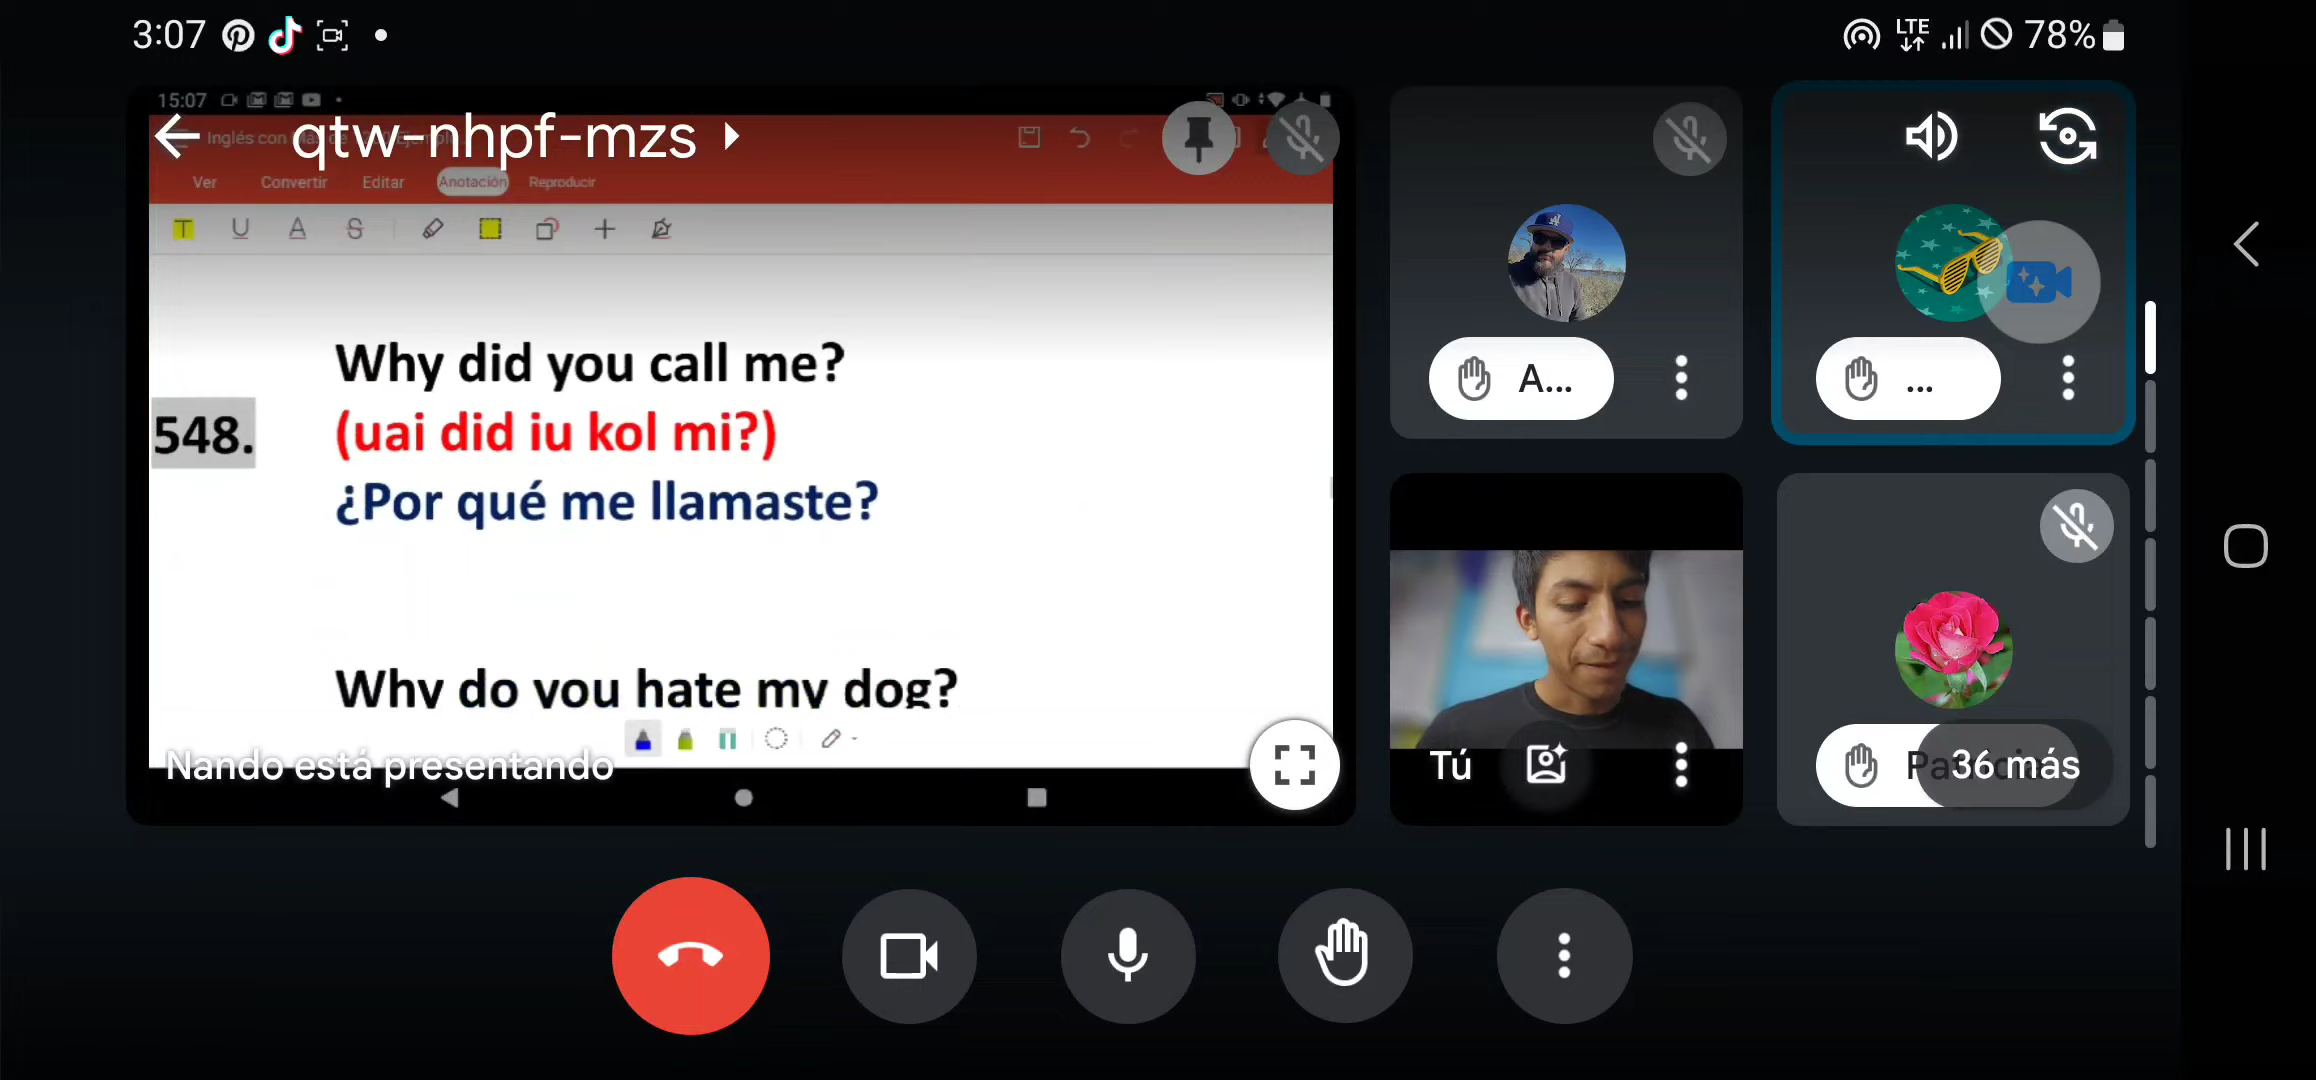 3:07
LTE
78%
15:07
Inglés con
qtw-nhpf-mzs
Ver Convertir Editar Anotación Reproducir
T U A S
Why did you call me?
548.
(uai did iu kol mi?)
¿Por qué me llamaste?
Why do you hate my dog?
Nando está presentando
A...
...
Tú
36 más